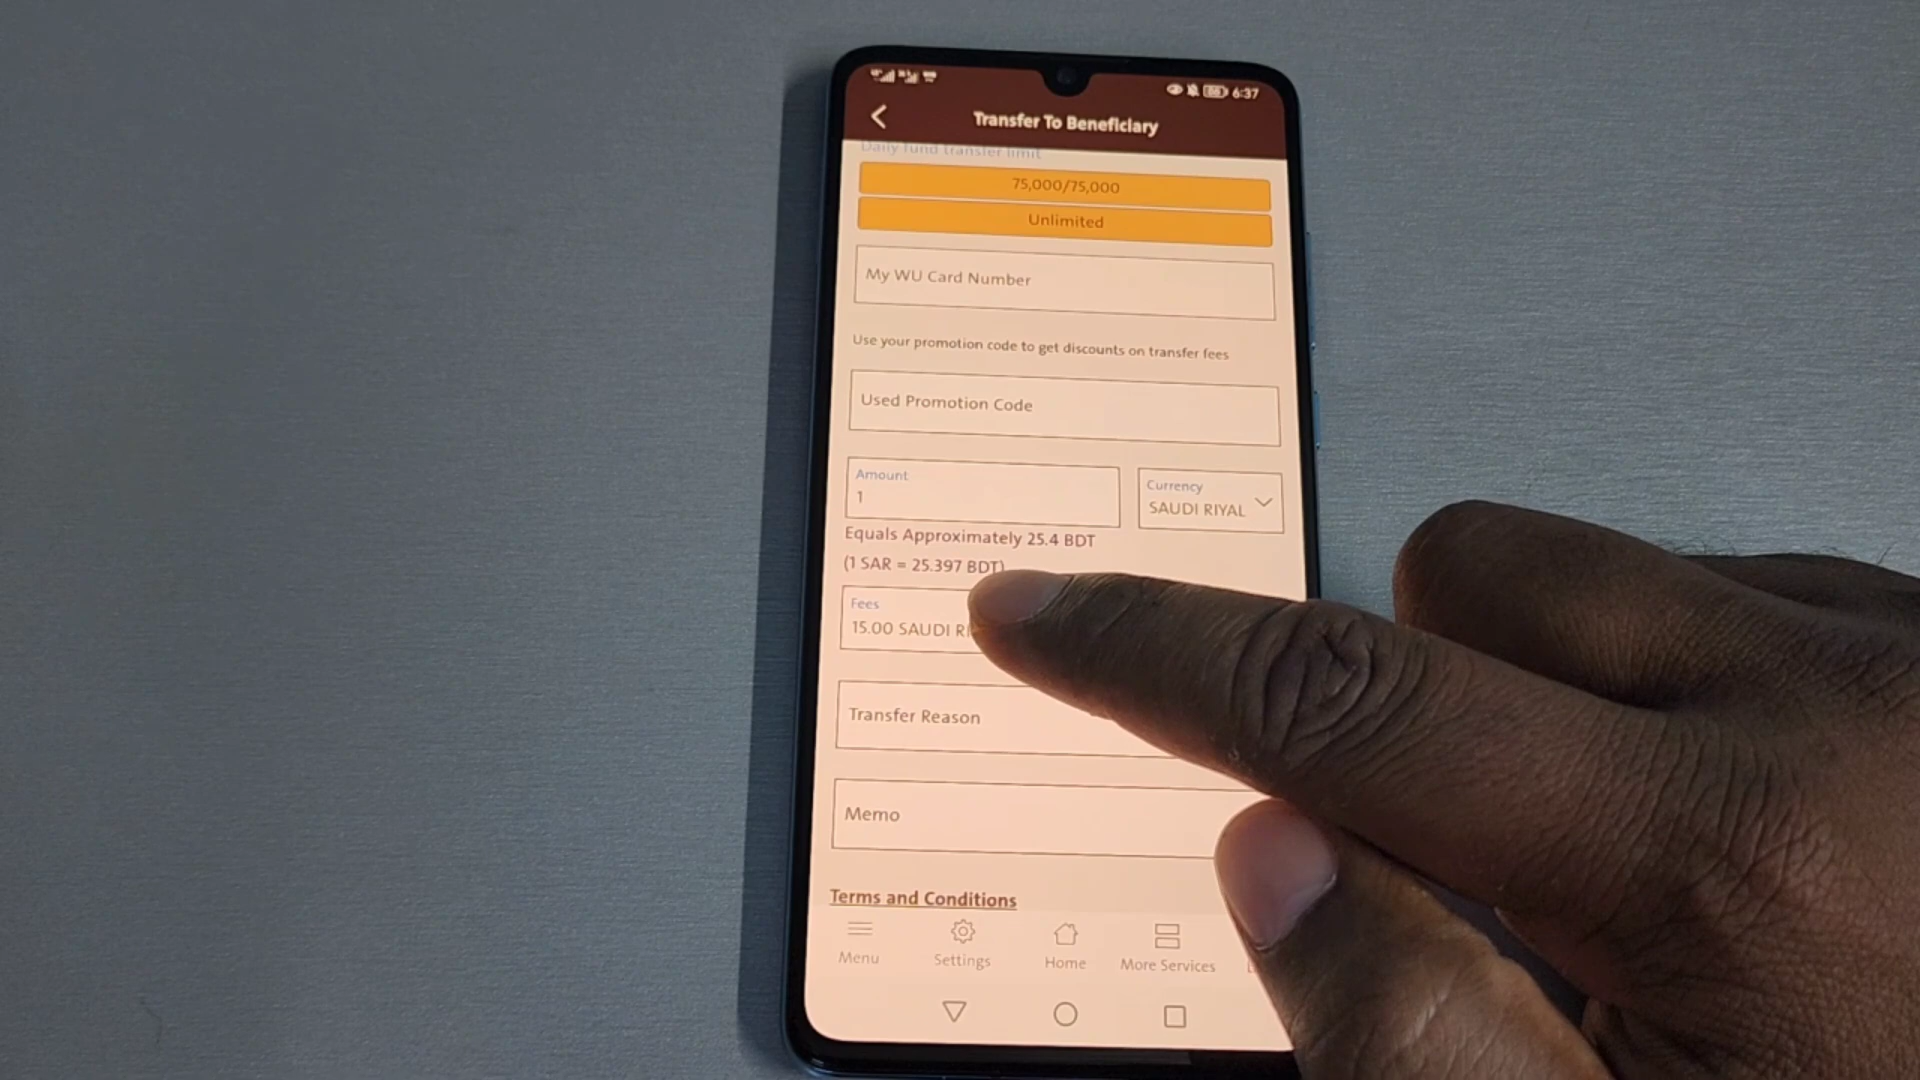 6:37
Transfer To Beneficiary
Daily fund transfer limit
75,000/75,000
Unlimited
My WU Card Number
Use your promotion code to get discounts on transfer fees
Used Promotion Code
Amount
1
Currency
SAUDI RIYAL
Equals Approximately 25.4 BDT
(1 SAR = 25.397 BDT)
Fees
15.00 SAUDI
Transfer Reason
Memo
Terms and Conditions
Menu
Settings
Home
More Services